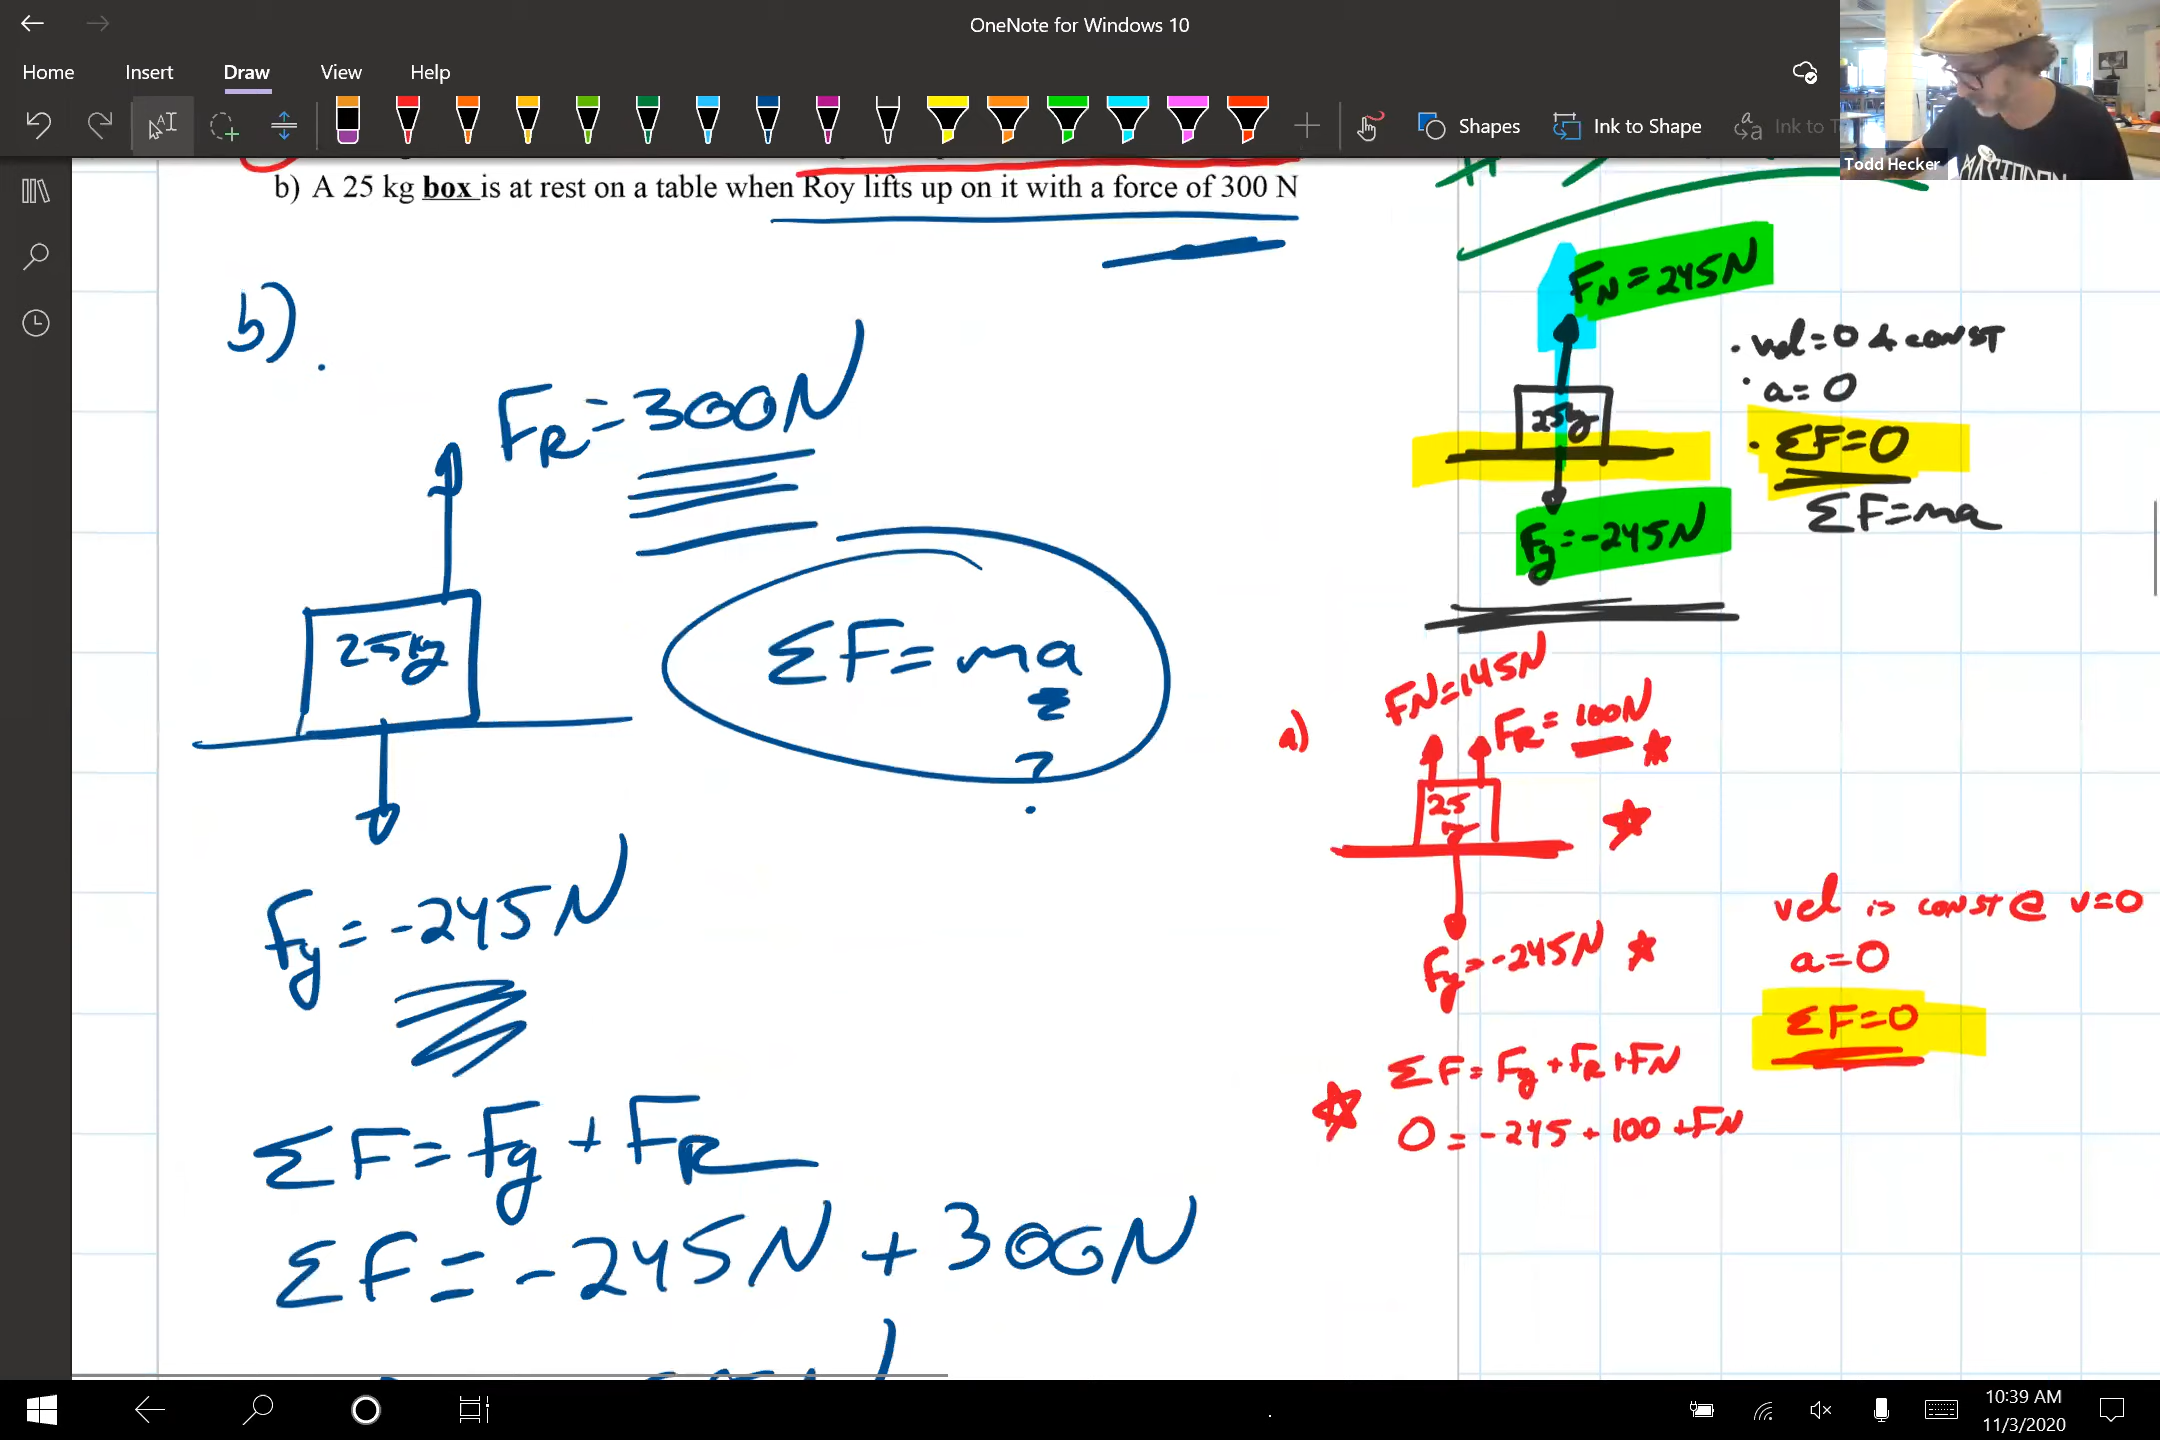 OneNote for Windows 10
Home Insert Draw View Help
Shapes Ink to Shape Ink to T
Todd Hecker
b) A 25 kg box is at rest on a table when Roy lifts up on it with a force of 300 N
b).
FR = 300N
25kg
ΣF = ma
?
Fg = -245N
ΣF = Fg + FR
ΣF = -245N + 300N
FN = 245N
25kg
Fg = -245N
• vel = 0 & const
• a = 0
• ΣF = 0
ΣF = ma
a)
FN = 145N
FR = 100N
25
Fg = -245N
vel is const @ v=0
a = 0
ΣF = 0
ΣF = Fg + FR + FN
0 = -245 + 100 + FN
10:39 AM
11/3/2020